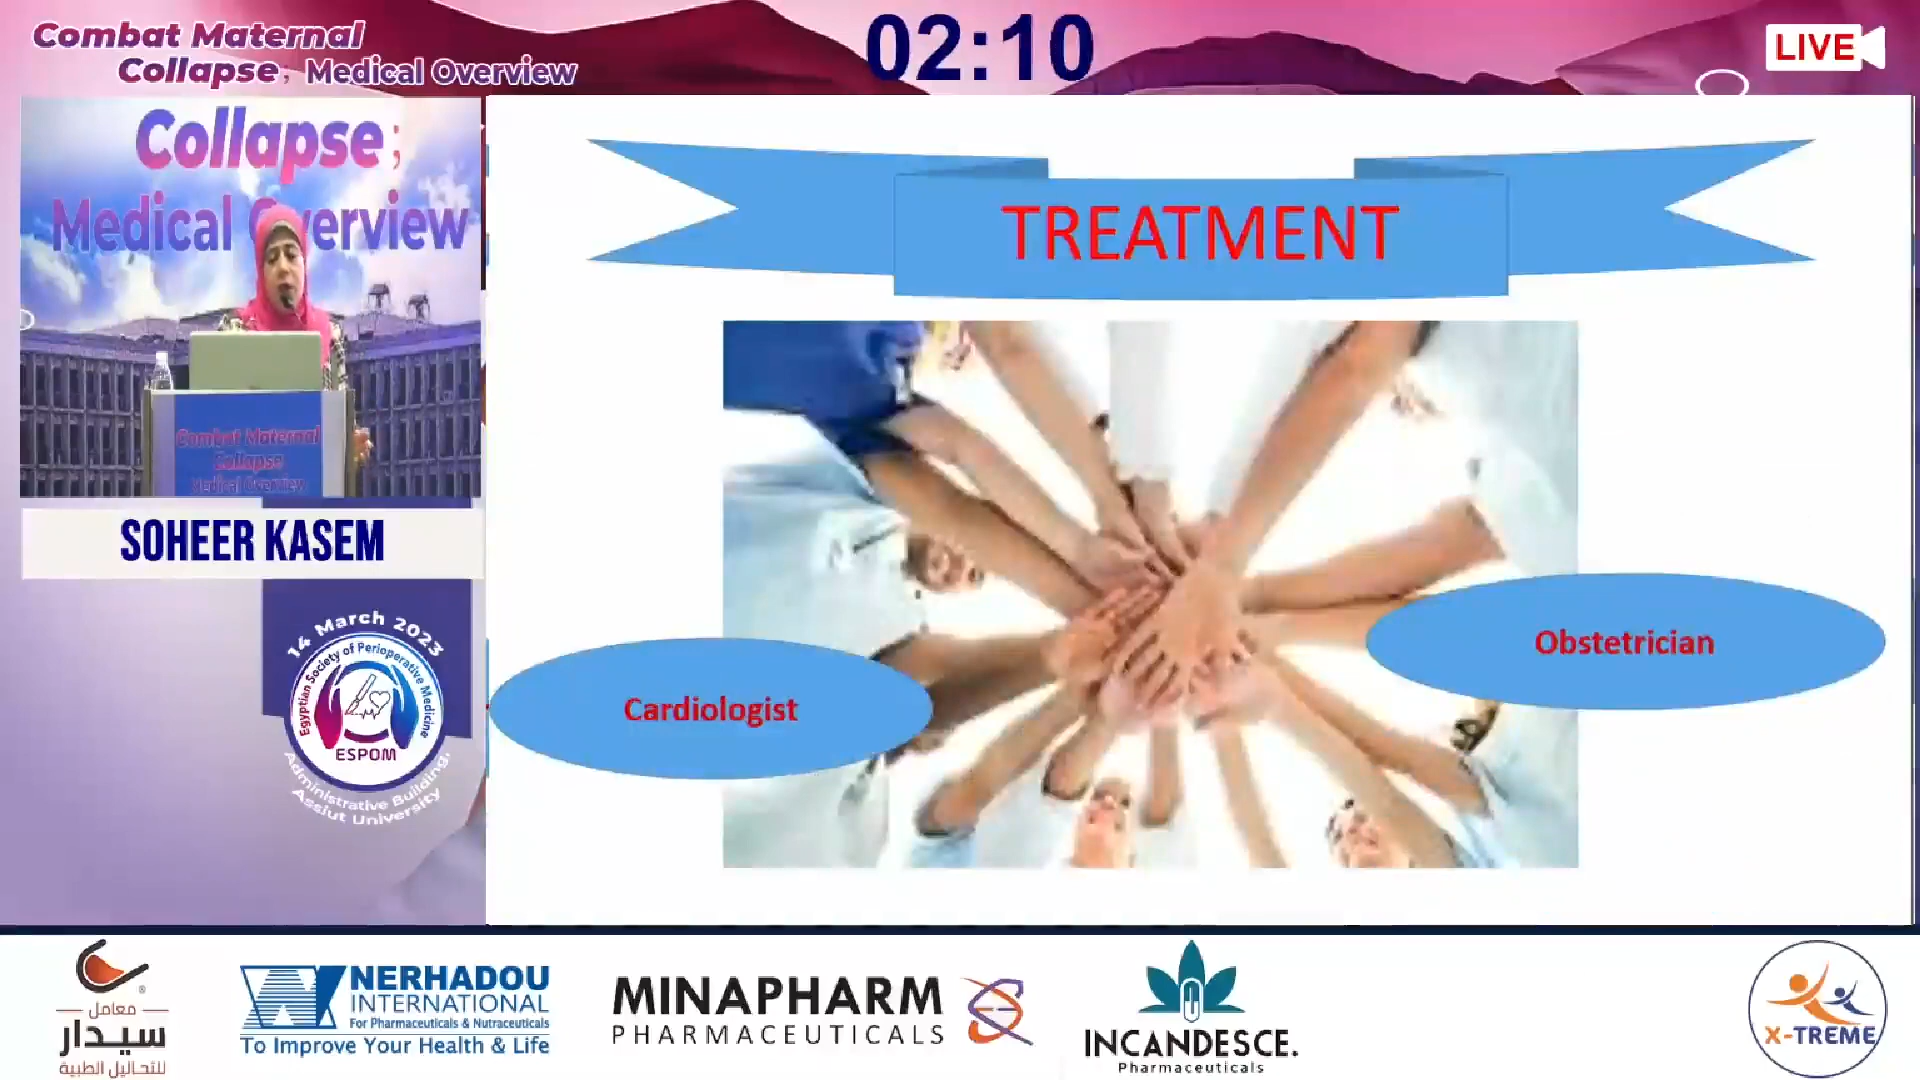 Combat Maternal
Collapse; Medical Overview
02:10
LIVE
Collapse;
Medical Overview
Combat Maternal
Collapse
Medical Overview
SOHEER KASEM
14 March 2023
Egyptian Society of Perioperative Medicine
ESPOM
Administrative Building,
Assiut University
TREATMENT
Cardiologist
Obstetrician
معامل
سيدار
للتحاليل الطبية
NERHADOU
INTERNATIONAL
For Pharmaceuticals & Nutraceuticals
To Improve Your Health & Life
MINAPHARM
PHARMACEUTICALS
INCANDESCE.
Pharmaceuticals
X-TREME